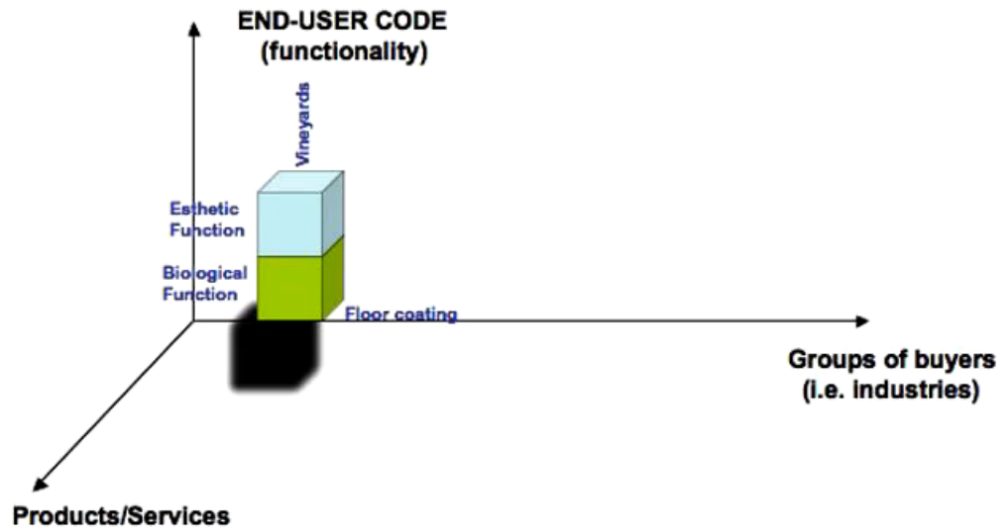 END-USER CODE
(functionality)
Vineyards
Esthetic
Function
Biological
Function
Floor coating
Groups of buyers
(i.e. industries)
Products/Services